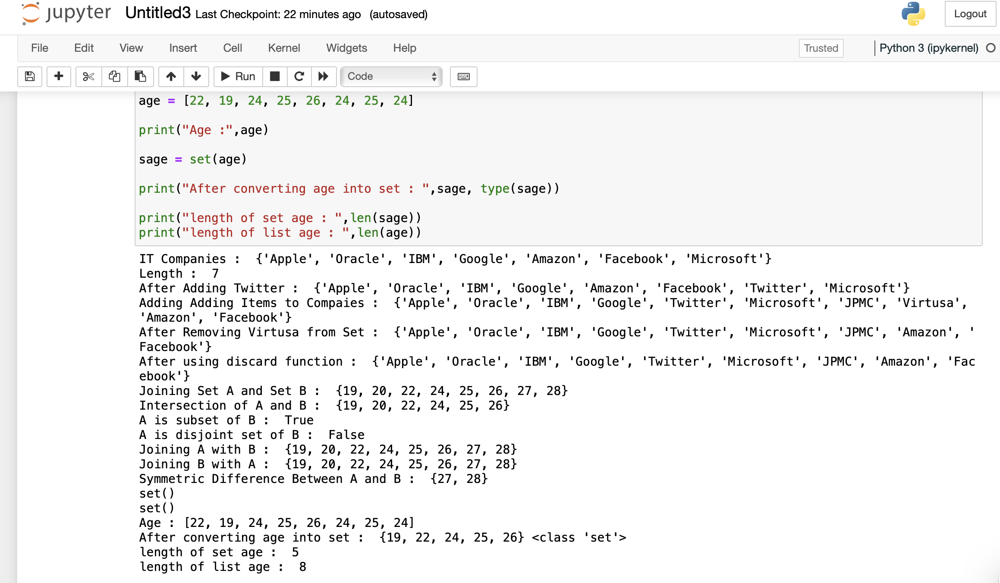 jupyter Untitled3 Last Checkpoint: 22 minutes ago (autosaved) Logout
File Edit View Insert Cell Kernel Widgets Help Trusted Python 3 (ipykernel)
Run Code
age = [22, 19, 24, 25, 26, 24, 25, 24]
print("Age :",age)
sage = set(age)
print("After converting age into set : ",sage, type(sage))
print("length of set age : ",len(sage))
print("length of list age : ",len(age))
IT Companies :  {'Apple', 'Oracle', 'IBM', 'Google', 'Amazon', 'Facebook', 'Microsoft'}
Length :  7
After Adding Twitter :  {'Apple', 'Oracle', 'IBM', 'Google', 'Amazon', 'Facebook', 'Twitter', 'Microsoft'}
Adding Adding Items to Compaies :  {'Apple', 'Oracle', 'IBM', 'Google', 'Twitter', 'Microsoft', 'JPMC', 'Virtusa',
'Amazon', 'Facebook'}
After Removing Virtusa from Set :  {'Apple', 'Oracle', 'IBM', 'Google', 'Twitter', 'Microsoft', 'JPMC', 'Amazon', '
Facebook'}
After using discard function :  {'Apple', 'Oracle', 'IBM', 'Google', 'Twitter', 'Microsoft', 'JPMC', 'Amazon', 'Fac
ebook'}
Joining Set A and Set B :  {19, 20, 22, 24, 25, 26, 27, 28}
Intersection of A and B :  {19, 20, 22, 24, 25, 26}
A is subset of B :  True
A is disjoint set of B :  False
Joining A with B :  {19, 20, 22, 24, 25, 26, 27, 28}
Joining B with A :  {19, 20, 22, 24, 25, 26, 27, 28}
Symmetric Difference Between A and B :  {27, 28}
set()
set()
Age : [22, 19, 24, 25, 26, 24, 25, 24]
After converting age into set :  {19, 22, 24, 25, 26} <class 'set'>
length of set age :  5
length of list age :  8